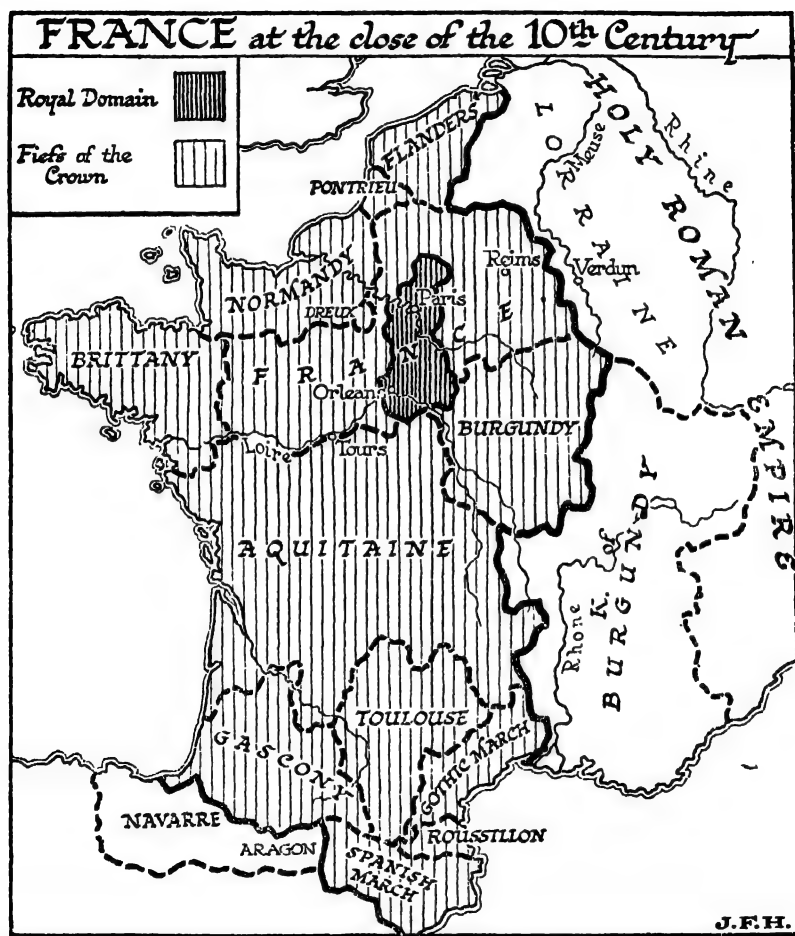 FRANCE at the close of the 10th Century
Royal Domain
Fiefs of the
Crown
FLANDERS
PONTRIEU
LORRAINE
HOLY ROMAN
EMPIRE
Meuse
Rhine
Reims
Verdun
NORMANDY
DREUX
Paris
BRITTANY
FRANCE
Orleans
BURGUNDY
Loire
Tours
AQUITAINE
K. of
BURGUNDY
Rhone
TOULOUSE
GASCONY
GOTHIC MARCH
NAVARRE
ARAGON
ROUSSILLON
SPANISH
MARCH
J.F.H.